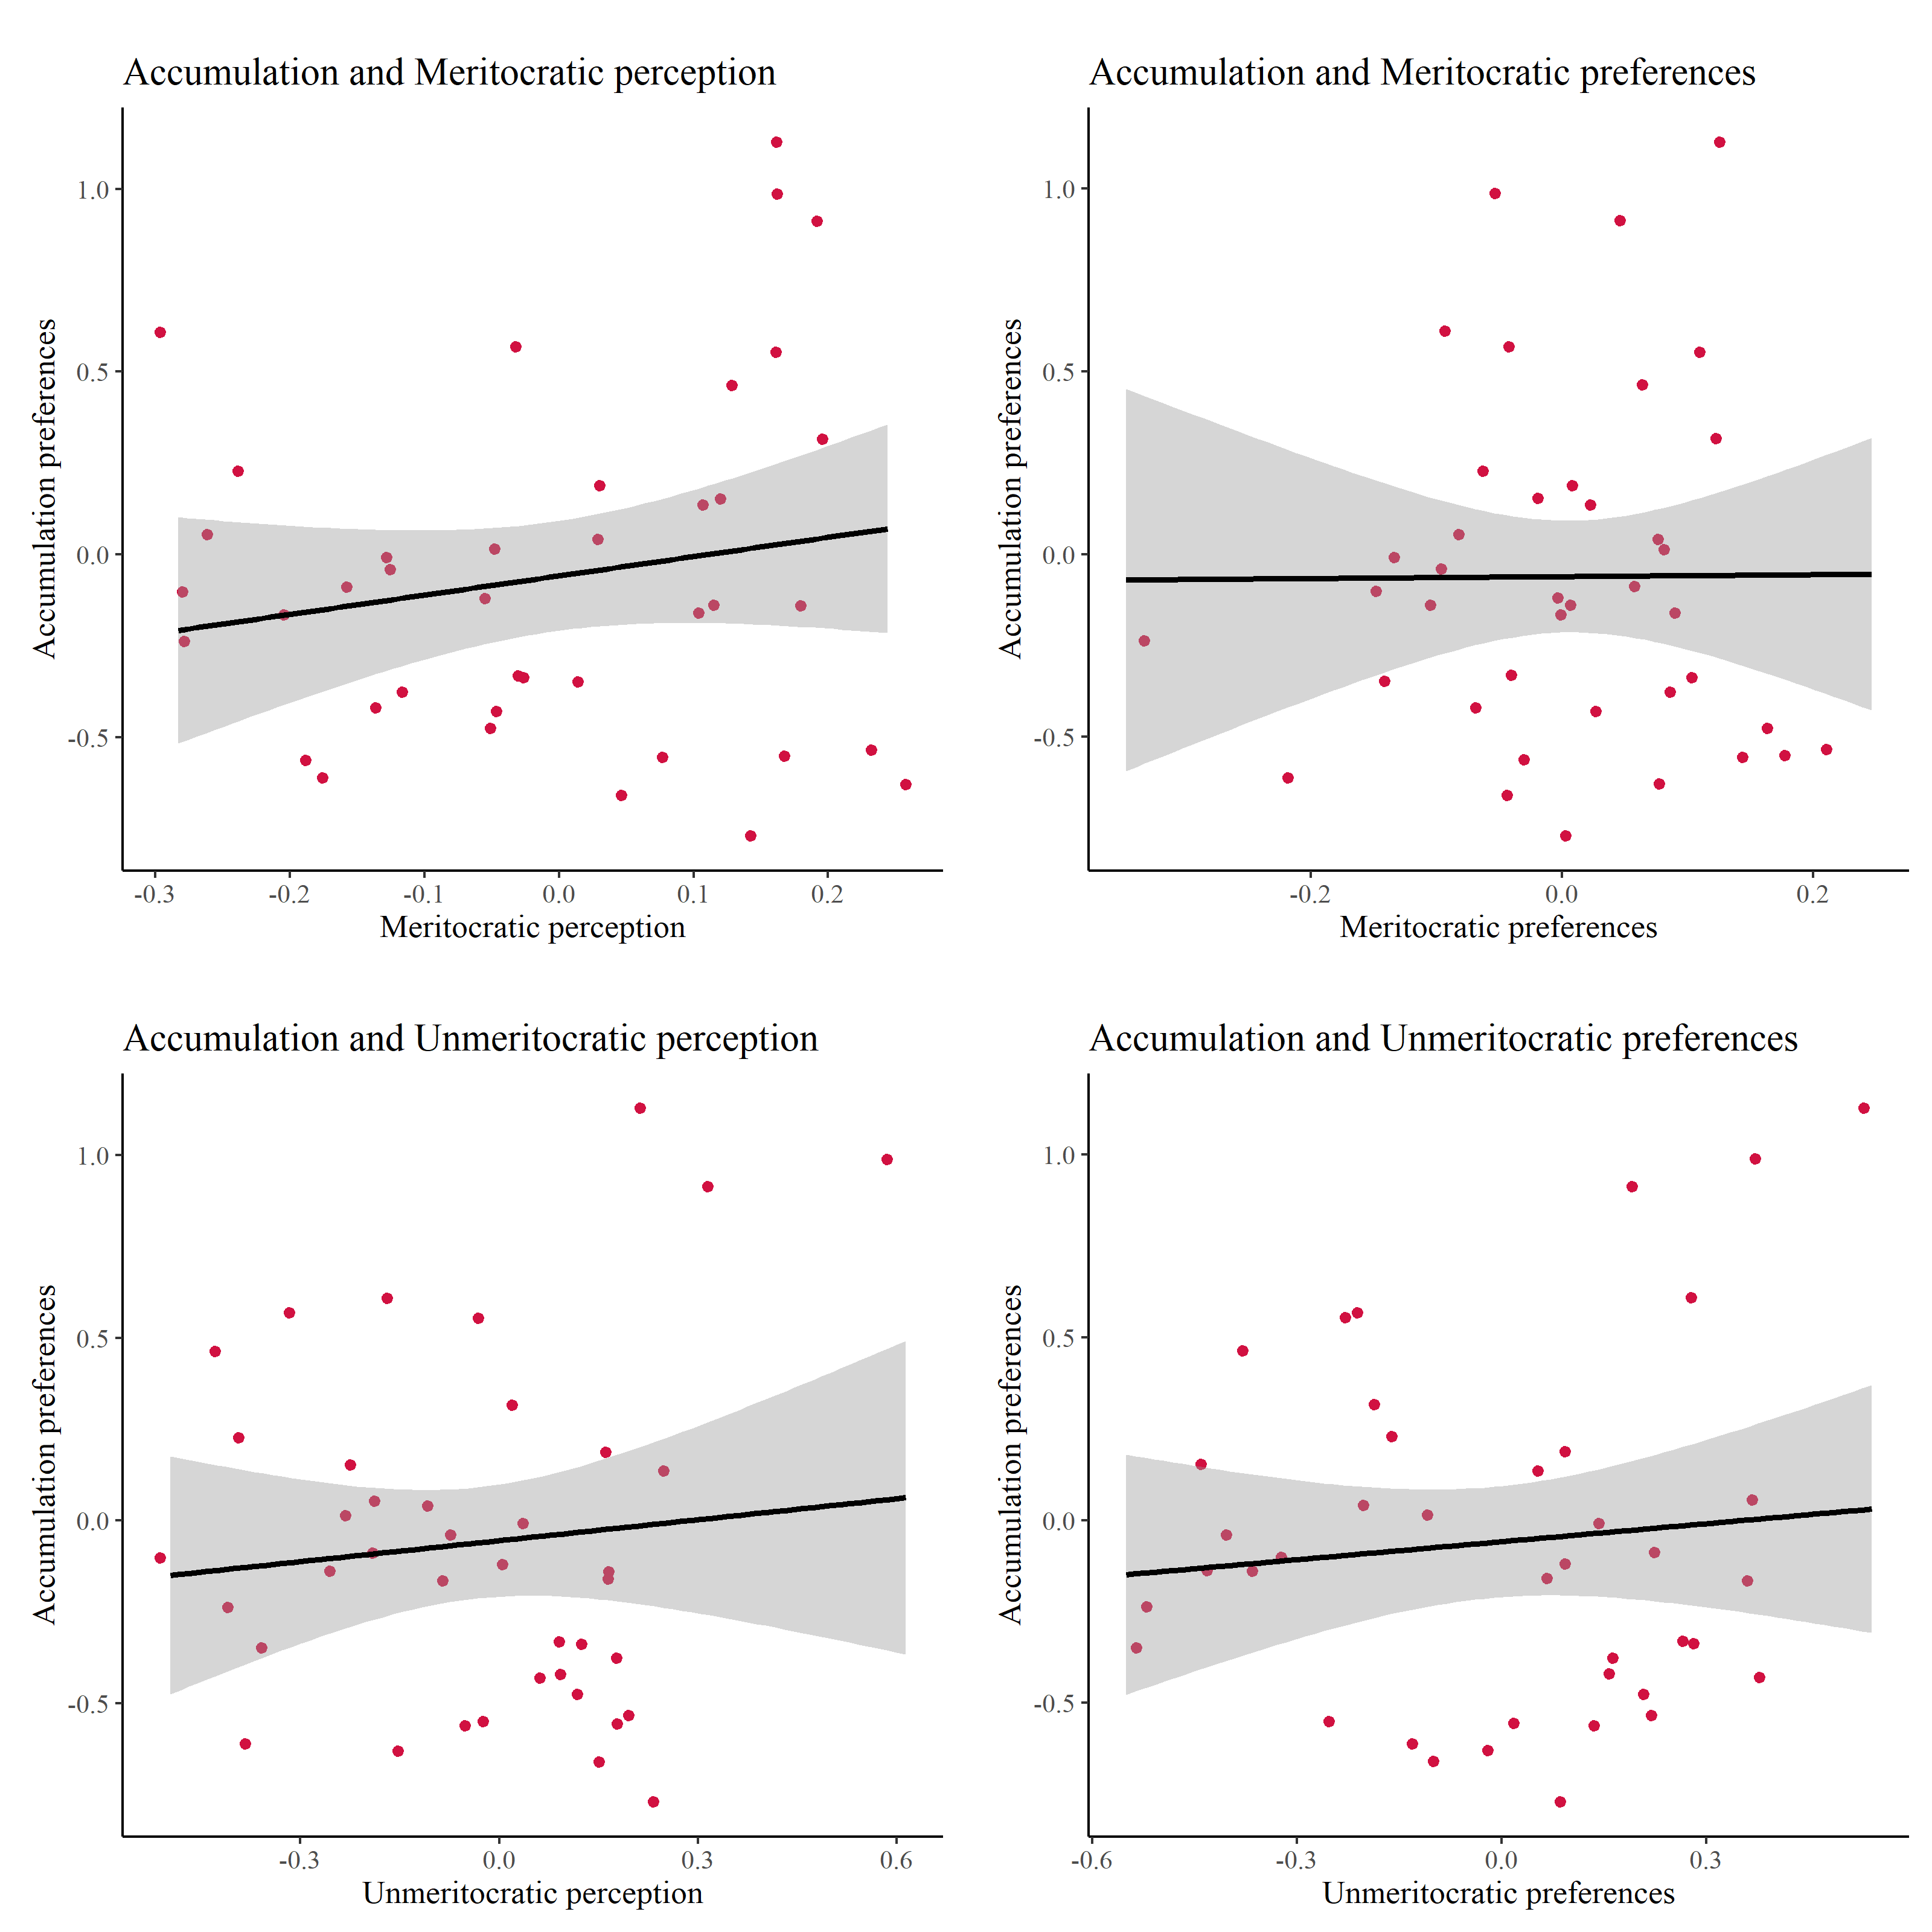 Accumulation and Meritocratic perception
Accumulation preferences
1.0
0.5
0.0
-0.5
-0.3 -0.2 -0.1 0.0 0.1 0.2
Meritocratic perception
Accumulation and Meritocratic preferences
Accumulation preferences
1.0
0.5
0.0
-0.5
-0.2 0.0 0.2
Meritocratic preferences
Accumulation and Unmeritocratic perception
Accumulation preferences
1.0
0.5
0.0
-0.5
-0.3 0.0 0.3 0.6
Unmeritocratic perception
Accumulation and Unmeritocratic preferences
Accumulation preferences
1.0
0.5
0.0
-0.5
-0.6 -0.3 0.0 0.3
Unmeritocratic preferences